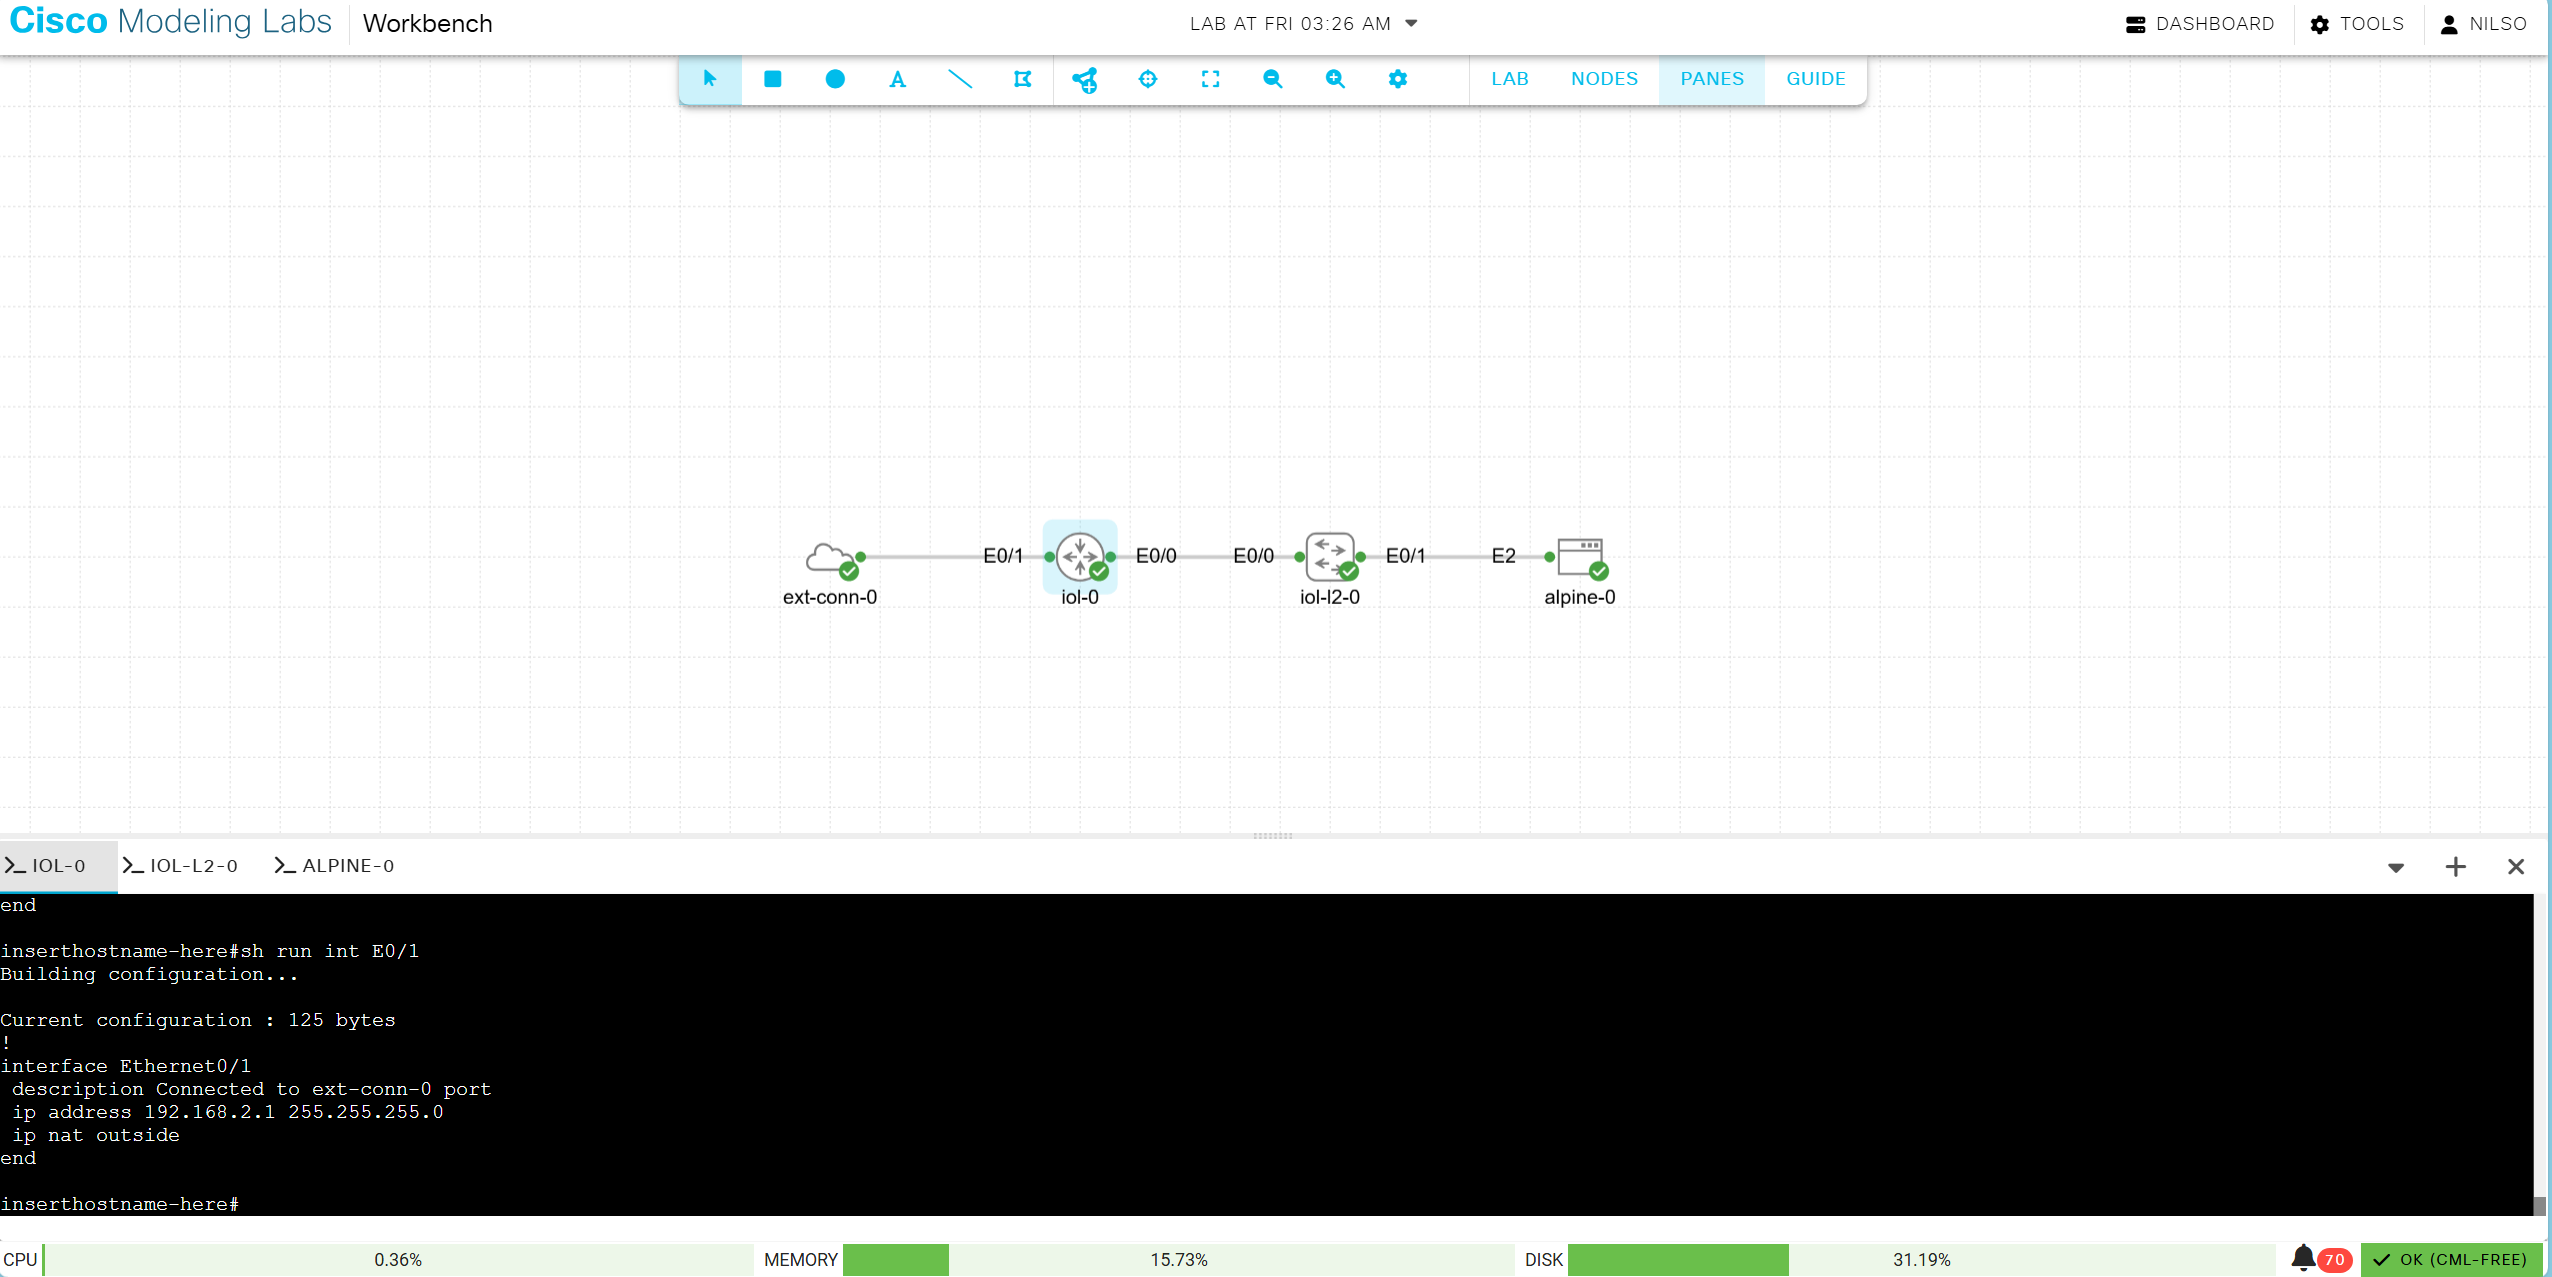 Cisco Modeling Labs Workbench LAB AT FRI 03:26 AM DASHBOARD TOOLS NILSO
A LAB NODES PANES GUIDE
E0/1 E0/0 E0/0 E0/1 E2
ext-conn-0 iol-0 iol-l2-0 alpine-0
>_ IOL-0 >_ IOL-L2-0 >_ ALPINE-0
end
inserthostname-here#sh run int E0/1
Building configuration...
Current configuration : 125 bytes
!
interface Ethernet0/1
description Connected to ext-conn-0 port
ip address 192.168.2.1 255.255.255.0
ip nat outside
end
inserthostname-here#
CPU 0.36% MEMORY 15.73% DISK 31.19% 70 OK (CML-FREE)